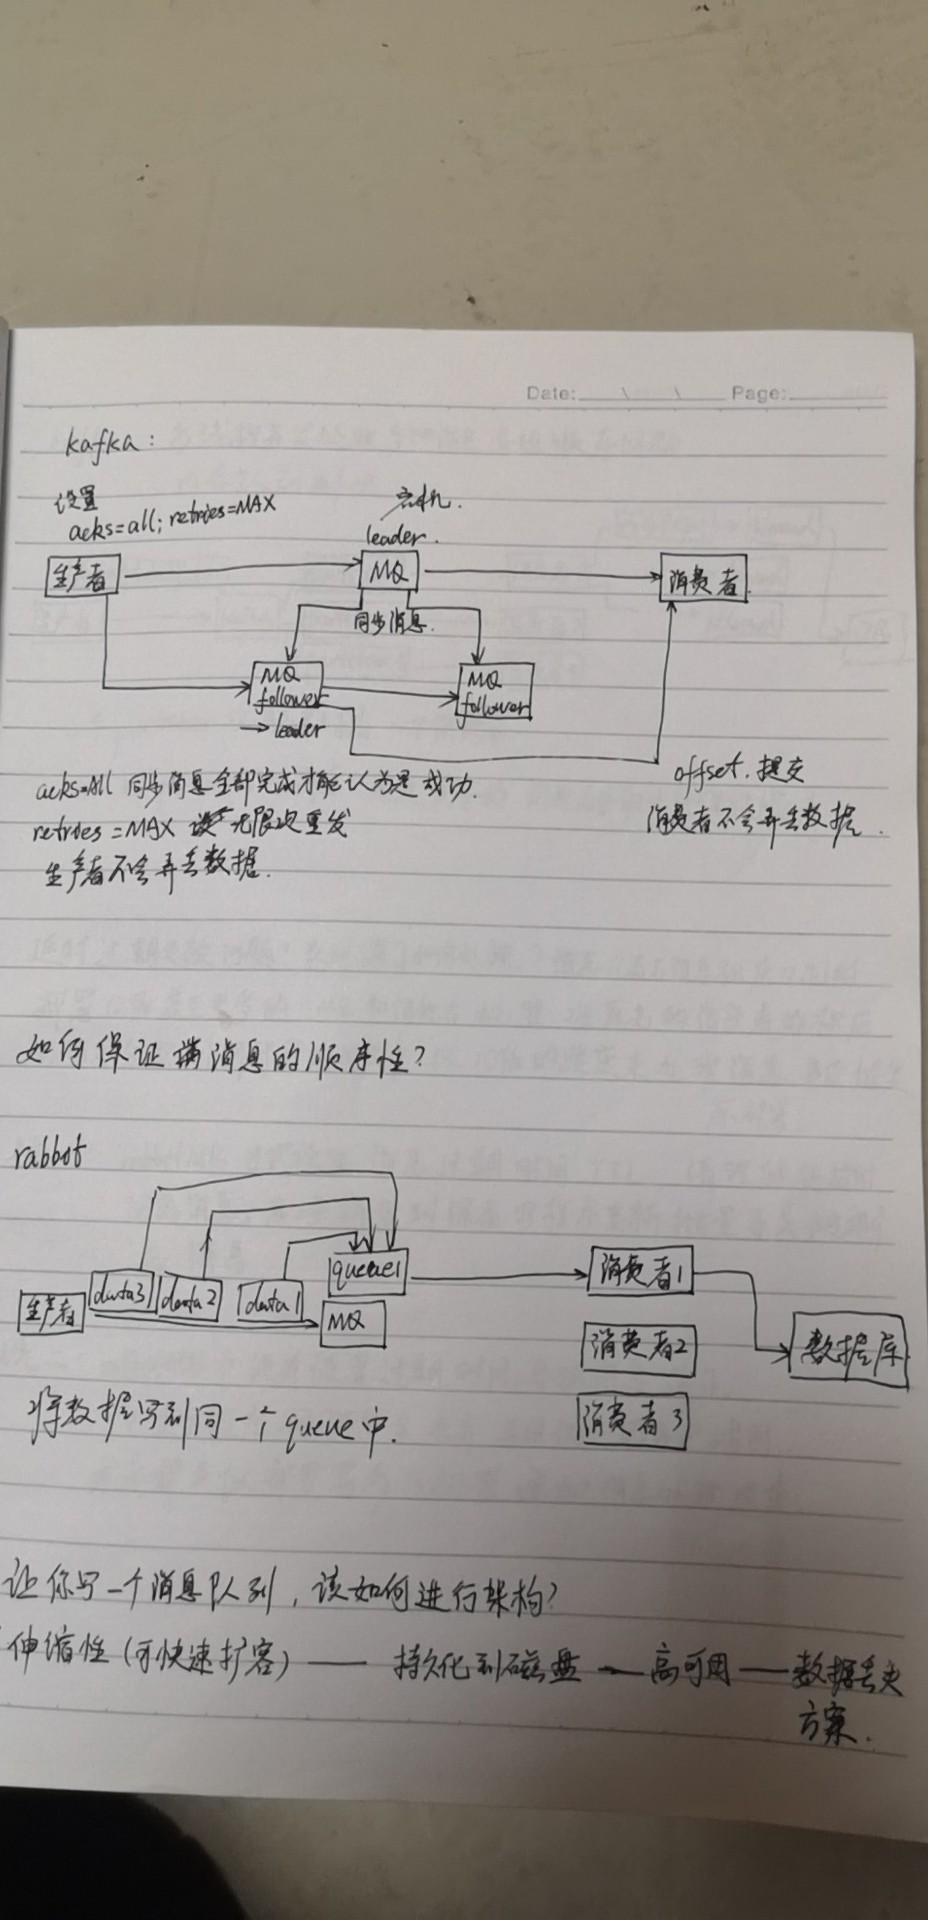 Date: \ \ Page:
kafka:
设置
acks=all; retries=MAX
宕机.
leader.
生产者
MQ
消费者
同步消息.
MQ
follower
→ leader
MQ
follower
acks=All 同步消息全部完成才能认为是成功.
retries=MAX 设 无限次重发
生产者不会弄丢数据.
offset.提交
消费者不会弄丢数据.
如何保证消息的顺序性?
rabbot
生产者
data3
data2
data1
queue1
MQ
消费者1
消费者2
消费者3
数据库
将数据写到同一个queue中.
让你写一个消息队列,该如何进行架构?
伸缩性(可快速扩容) — 持久化到磁盘 — 高可用 — 数据丢失
方案.